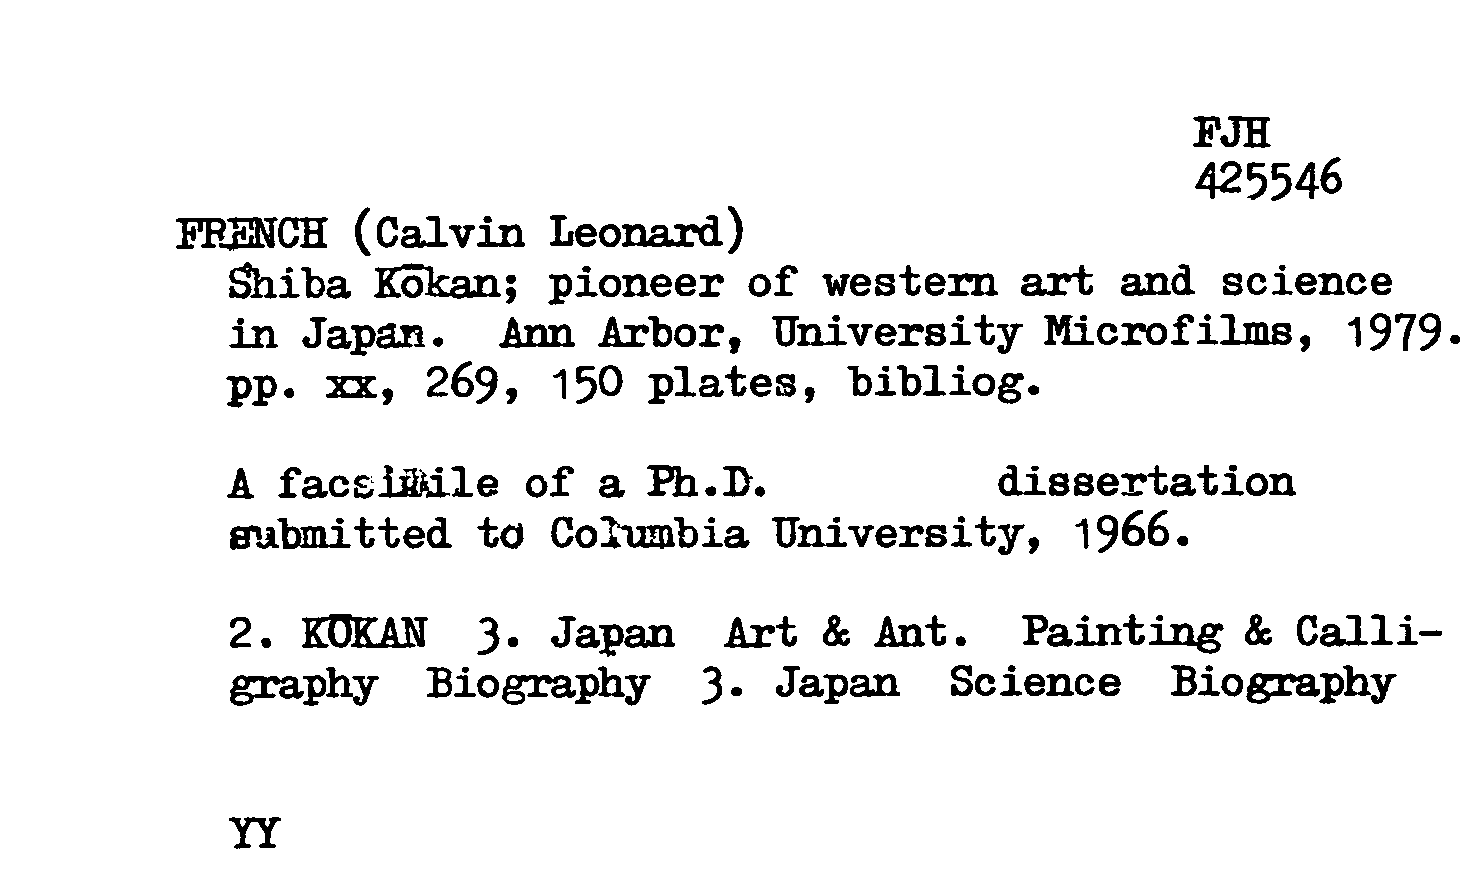 FJH
425546
FRENCH (Calvin Leonard)
Shiba Kōkan; pioneer of western art and science
in Japan. Ann Arbor, University Microfilms, 1979.
pp. xx, 269, 150 plates, bibliog.
A facsimile of a Ph.D. dissertation
submitted to Columbia University, 1966.
2. KŌKAN 3. Japan Art & Ant. Painting & Calli-
graphy Biography 3. Japan Science Biography
YY